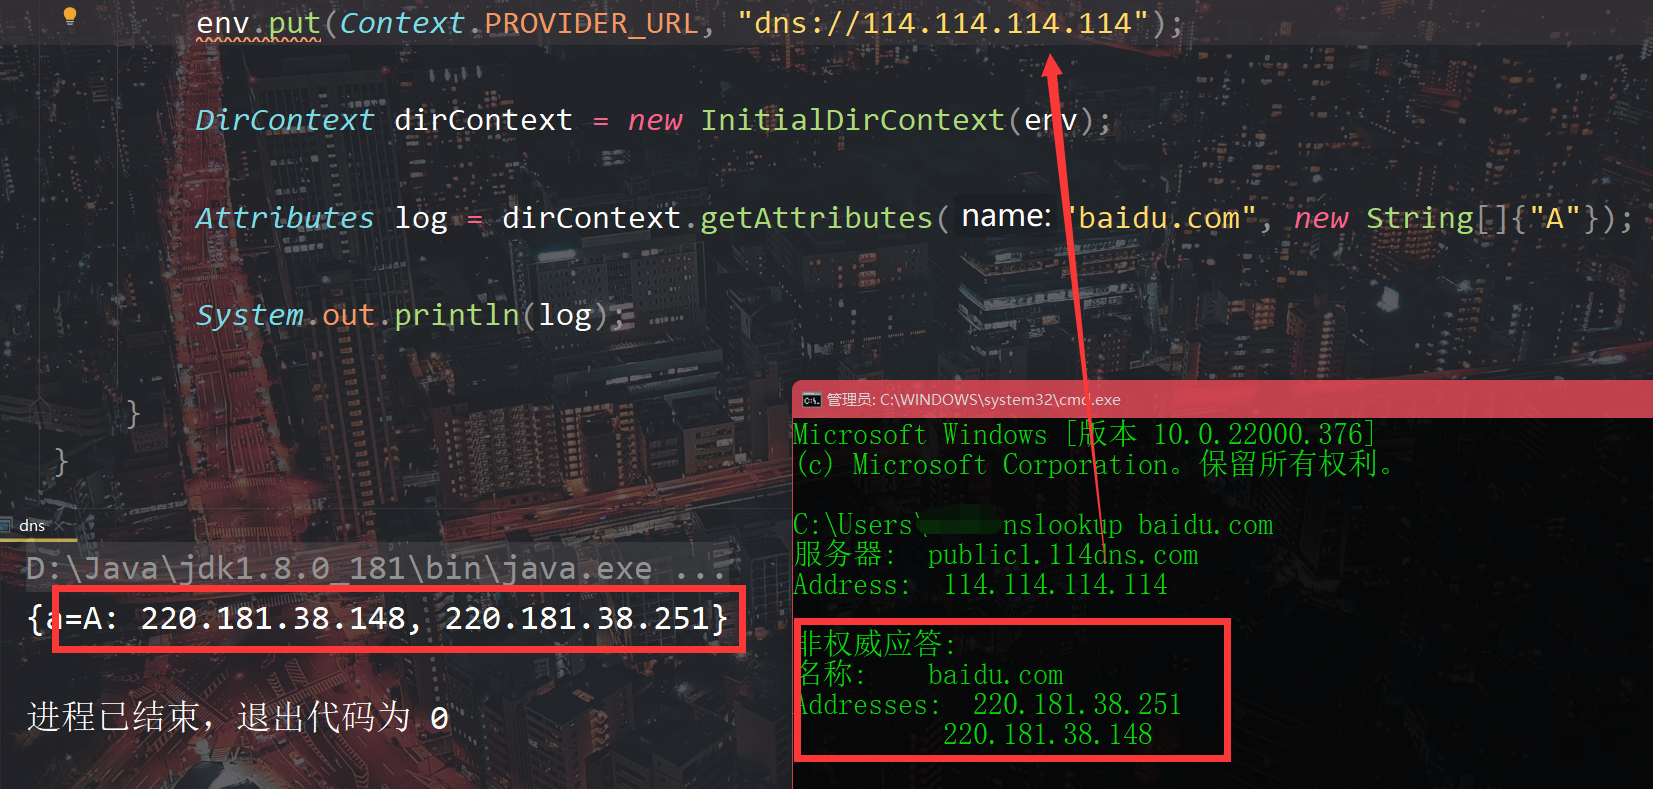 env.put(Context.PROVIDER_URL, "dns://114.114.114.114");
DirContext dirContext = new InitialDirContext(env);
Attributes log = dirContext.getAttributes( name: "baidu.com", new String[]{"A"});
System.out.println(log);
}
}
dns ×
D:\Java\jdk1.8.0_181\bin\java.exe ...
{a=A: 220.181.38.148, 220.181.38.251}
进程已结束，退出代码为 0
管理员: C:\WINDOWS\system32\cmd.exe
Microsoft Windows [版本 10.0.22000.376]
(c) Microsoft Corporation。保留所有权利。
C:\Users\ nslookup baidu.com
服务器:  public1.114dns.com
Address:  114.114.114.114
非权威应答:
名称:    baidu.com
Addresses:  220.181.38.251
220.181.38.148